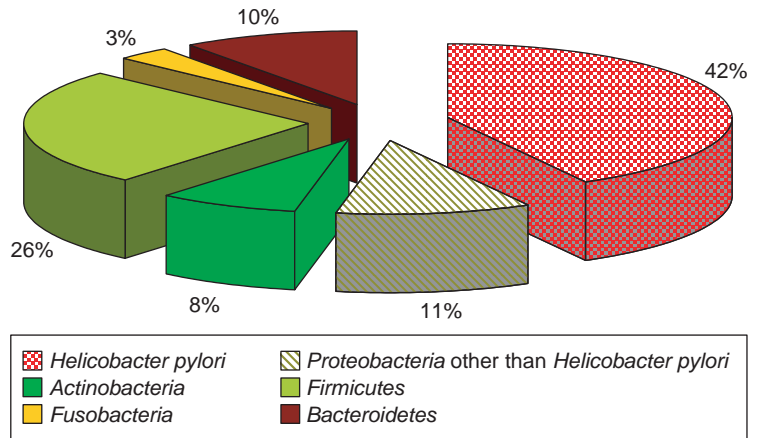 10%
3%
42%
26%
8%
11%
Helicobacter pylori
Proteobacteria other than Helicobacter pylori
Actinobacteria
Firmicutes
Fusobacteria
Bacteroidetes